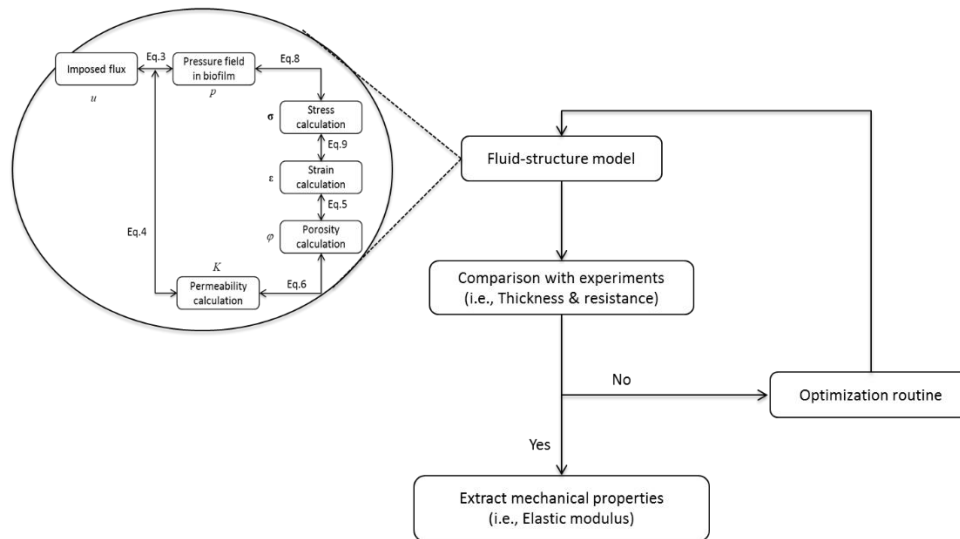 Imposed flux
u
Eq.3
Pressure field
in biofilm
p
Eq.8
σ
Stress
calculation
Eq.9
ε
Strain
calculation
Eq.5
φ
Porosity
calculation
Eq.4
K
Permeability
calculation
Eq.6
Fluid-structure model
Comparison with experiments
(i.e., Thickness & resistance)
No
Optimization routine
Yes
Extract mechanical properties
(i.e., Elastic modulus)